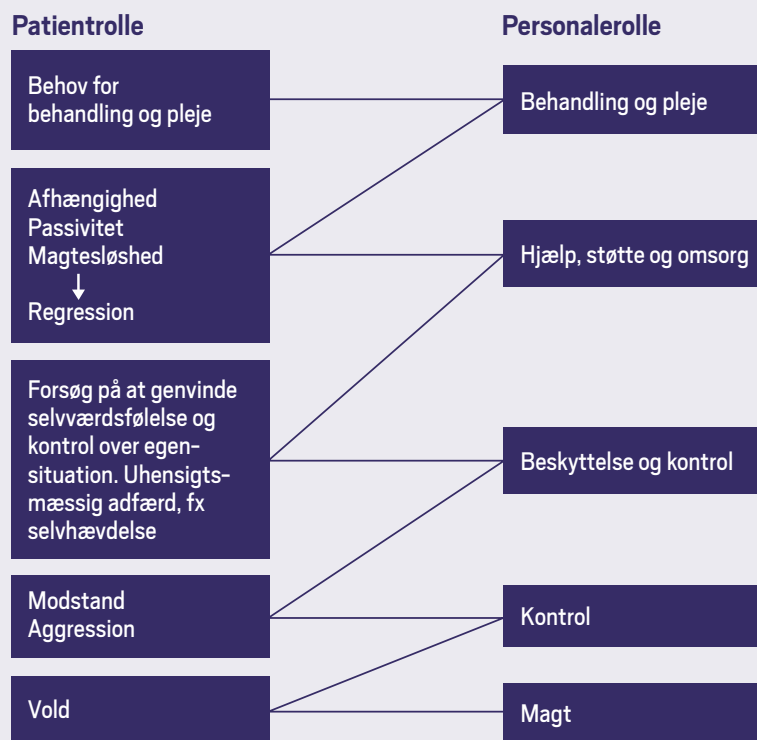 Patientrolle
Behov for
behandling og pleje
Afhængighed
Passivitet
Magtesløshed
Regression
Forsøg på at genvinde
selvværdsfølelse og
kontrol over egen-
situation. Uhensigts-
mæssig adfærd, fx
selvhævdelse
Modstand
Aggression
Vold
Personalerolle
Behandling og pleje
Hjælp, støtte og omsorg
Beskyttelse og kontrol
Kontrol
Magt